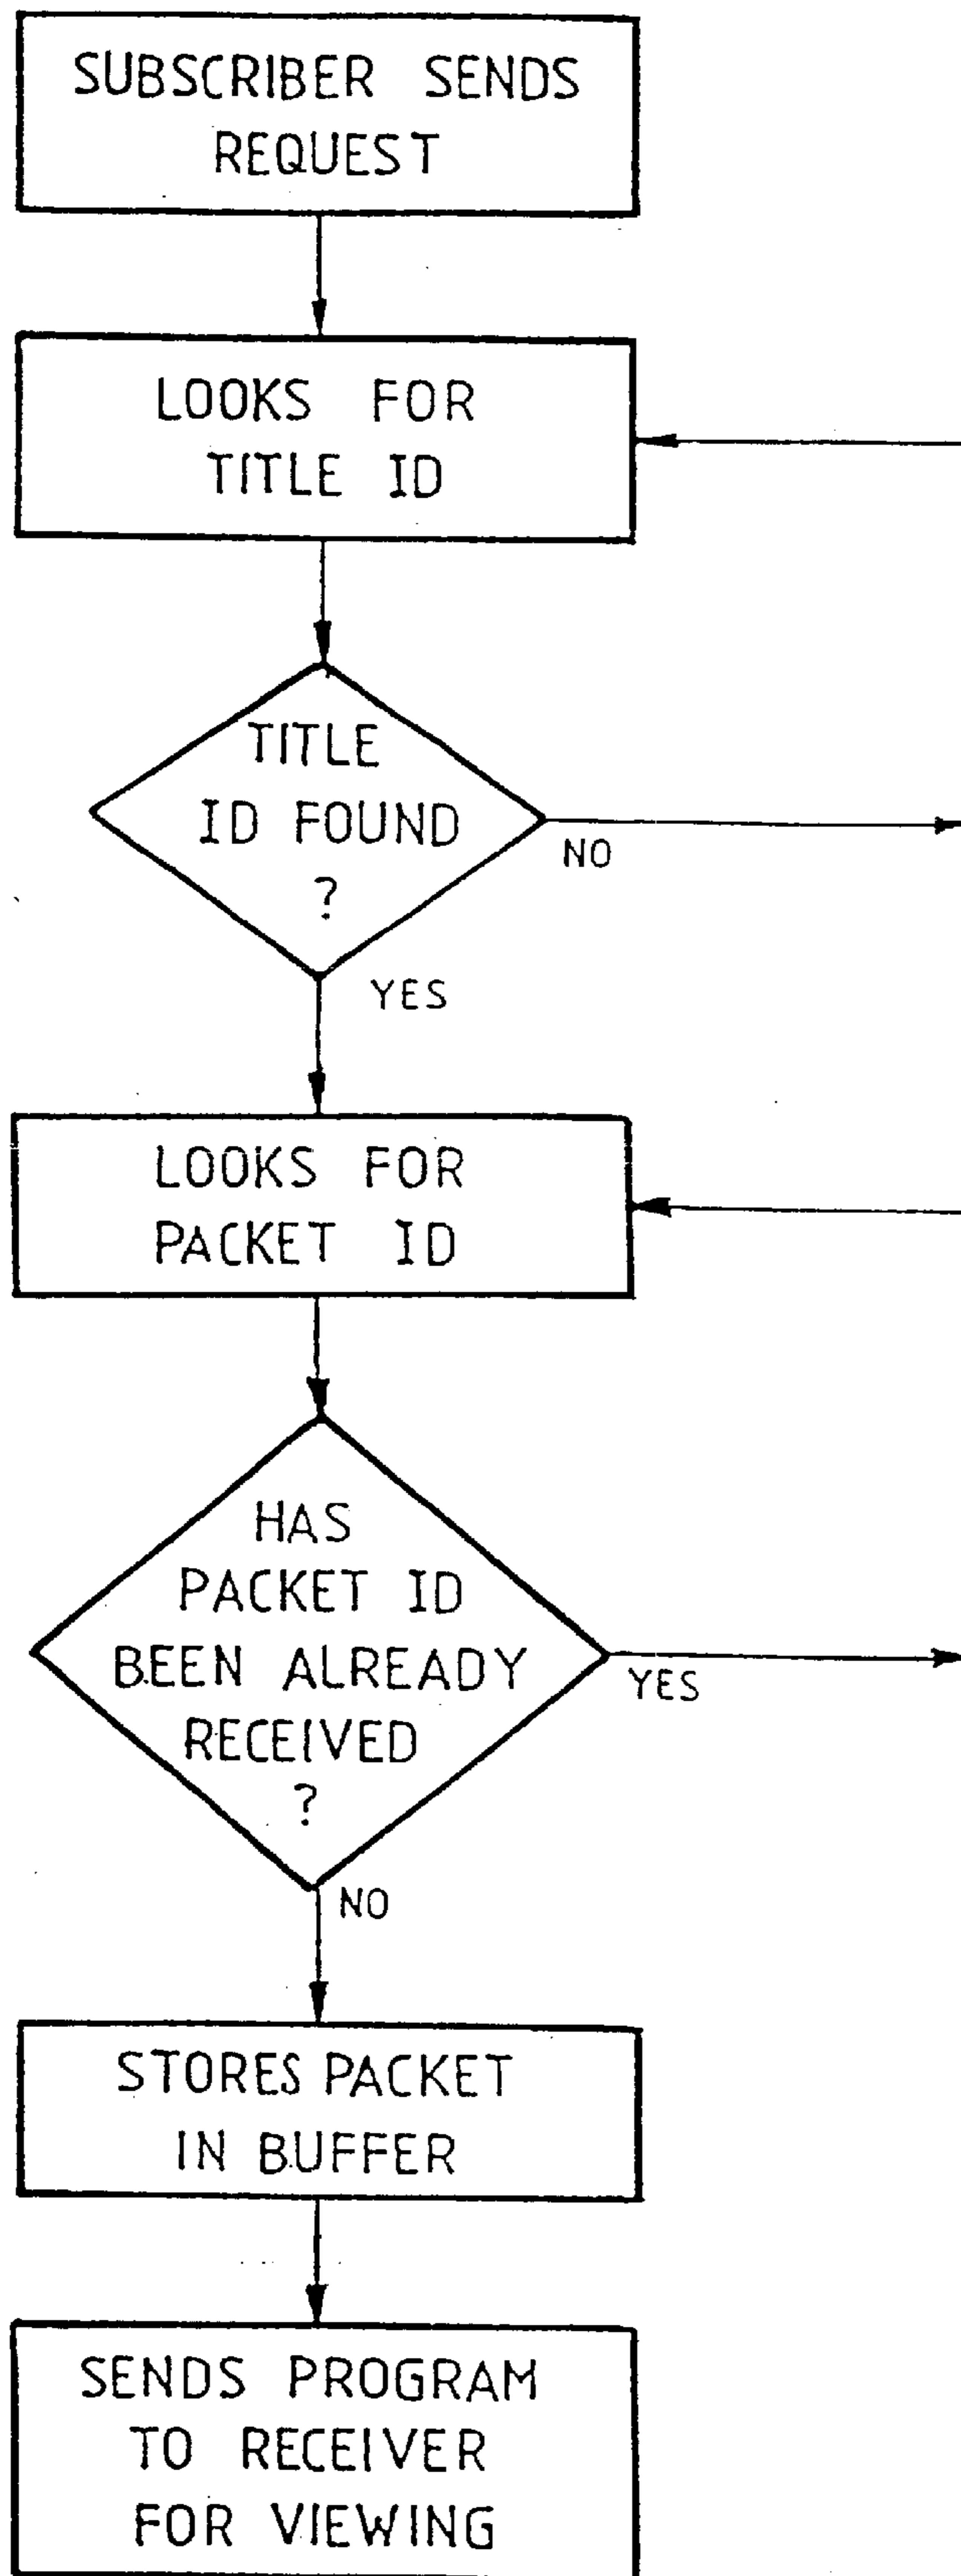 SUBSCRIBER SENDS
REQUEST
LOOKS FOR
TITLE ID
TITLE
ID FOUND
?
NO
YES
LOOKS FOR
PACKET ID
HAS
PACKET ID
BEEN ALREADY
RECEIVED
?
YES
NO
STORES PACKET
IN BUFFER
SENDS PROGRAM
TO RECEIVER
FOR VIEWING